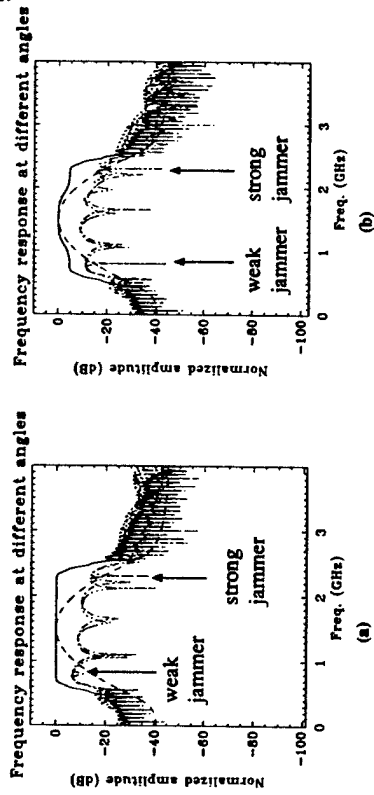 Frequency response at different angles
Normalized amplitude (dB)
0
-20
-40
-60
-80
-100
weak
jammer
strong
jammer
0
1
2
3
Freq. (GHz)
(a)
Frequency response at different angles
Normalized amplitude (dB)
0
-20
-40
-60
-80
-100
weak
jammer
strong
jammer
0
1
2
3
Freq. (GHz)
(b)